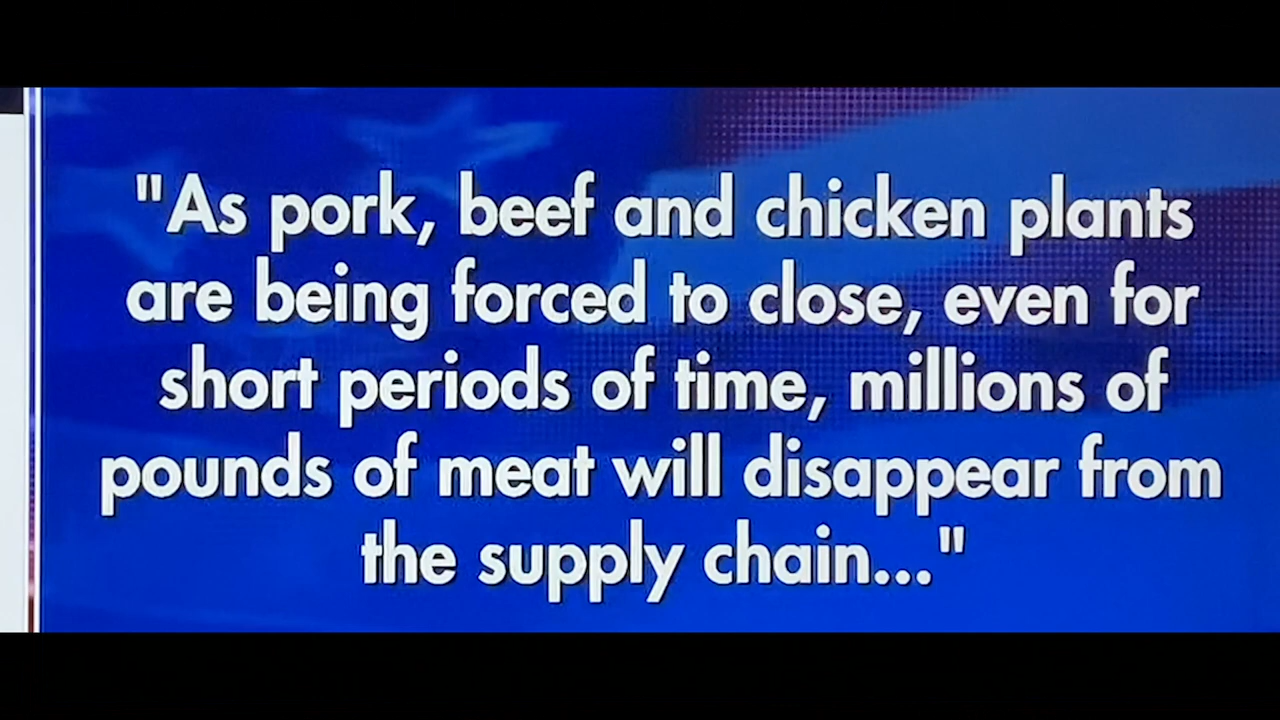 "As pork, beef and chicken plants
are being forced to close, even for
short periods of time, millions of
pounds of meat will disappear from
the supply chain..."